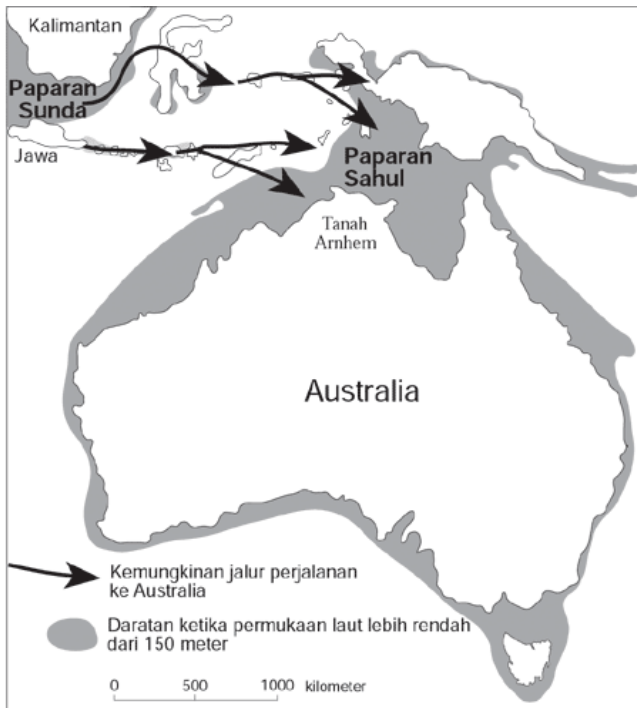 Kalimantan
Paparan
Sunda
Jawa
Paparan
Sahul
Tanah
Arnhem
Australia
Kemungkinan jalur perjalanan
ke Australia
Daratan ketika permukaan laut lebih rendah
dari 150 meter
0 500 1000 kilometer